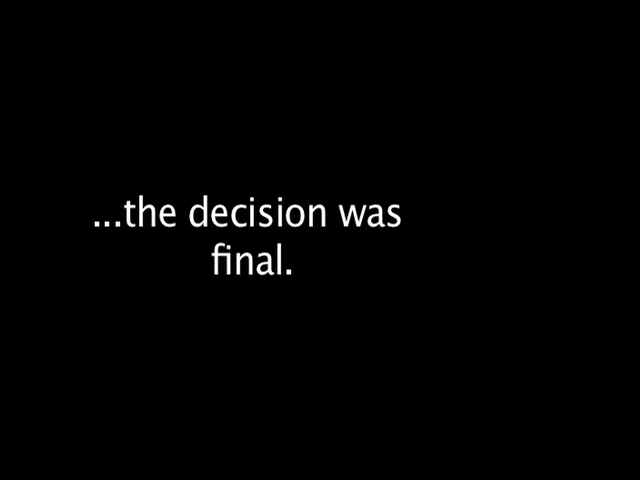 ...the decision was
final.